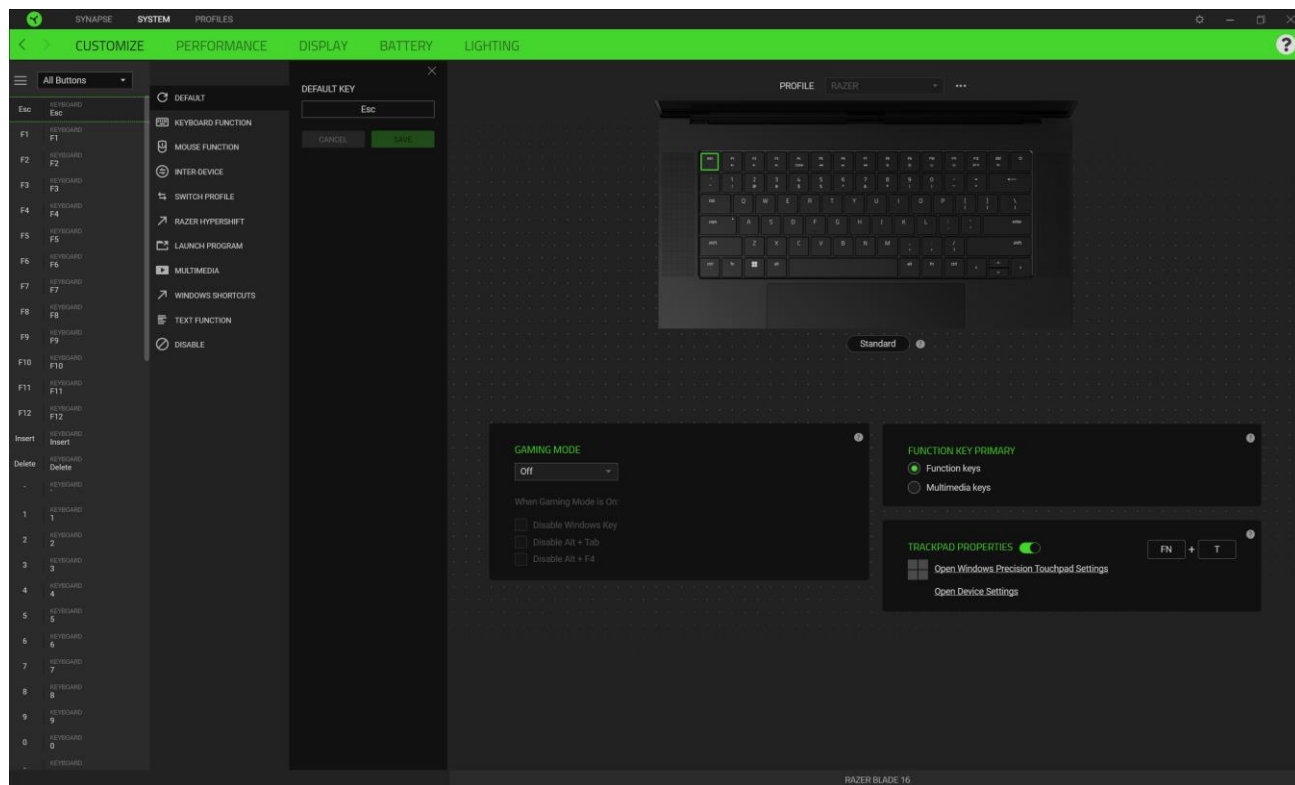 SYNAPSE SYSTEM PROFILES
CUSTOMIZE PERFORMANCE DISPLAY BATTERY LIGHTING
?
All Buttons
Esc KEYBOARD
Esc
F1 KEYBOARD
F1
F2 KEYBOARD
F2
F3 KEYBOARD
F3
F4 KEYBOARD
F4
F5 KEYBOARD
F5
F6 KEYBOARD
F6
F7 KEYBOARD
F7
F8 KEYBOARD
F8
F9 KEYBOARD
F9
F10 KEYBOARD
F10
F11 KEYBOARD
F11
F12 KEYBOARD
F12
Insert KEYBOARD
Insert
Delete KEYBOARD
Delete
KEYBOARD
1 KEYBOARD
1
2 KEYBOARD
2
3 KEYBOARD
3
4 KEYBOARD
4
5 KEYBOARD
5
6 KEYBOARD
6
7 KEYBOARD
7
8 KEYBOARD
8
9 KEYBOARD
9
0 KEYBOARD
0
- KEYBOARD
DEFAULT
KEYBOARD FUNCTION
MOUSE FUNCTION
INTER-DEVICE
SWITCH PROFILE
RAZER HYPERSHIFT
LAUNCH PROGRAM
MULTIMEDIA
WINDOWS SHORTCUTS
TEXT FUNCTION
DISABLE
DEFAULT KEY
Esc
CANCEL SAVE
PROFILE RAZER
Q W E R T Y U I O P
A S D F G H J K L
Z X C V B N M
Standard ?
GAMING MODE ?
Off
When Gaming Mode is On:
Disable Windows Key
Disable Alt + Tab
Disable Alt + F4
FUNCTION KEY PRIMARY ?
Function keys
Multimedia keys
TRACKPAD PROPERTIES FN + T ?
Open Windows Precision Touchpad Settings
Open Device Settings
RAZER BLADE 16